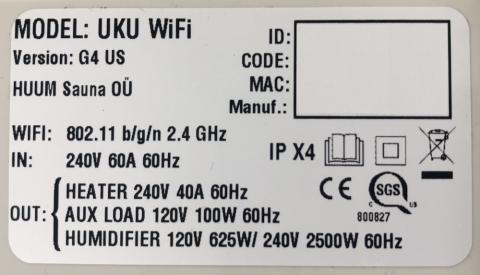 MODEL: UKU WiFi
Version: G4 US
HUUM Sauna OÜ
ID:
CODE:
MAC:
Manuf.:
WIFI: 802.11 b/g/n 2.4 GHz
IN: 240V 60A 60Hz
IP X4
CE
SGS
C US
800827
OUT:
HEATER 240V 40A 60Hz
AUX LOAD 120V 100W 60Hz
HUMIDIFIER 120V 625W/ 240V 2500W 60Hz